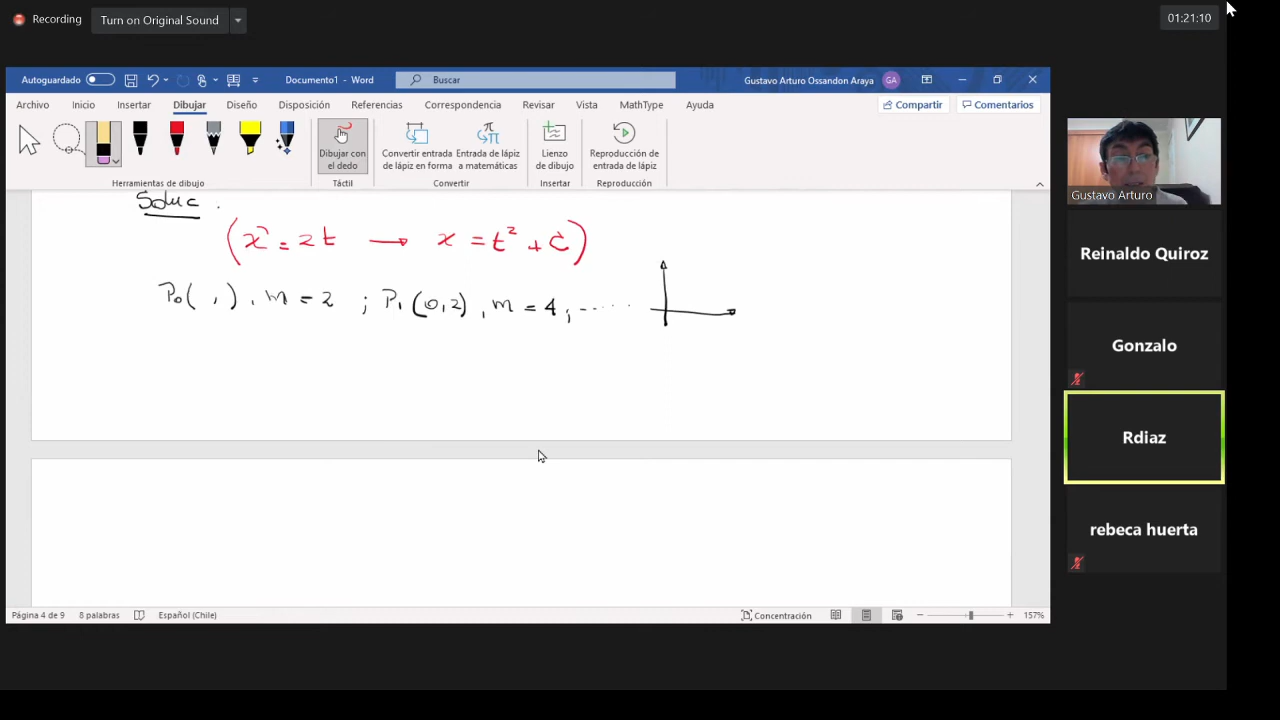 Recording
Turn on Original Sound
01:21:10
Autoguardado
Documento1 - Word
Buscar
Gustavo Arturo Ossandon Araya
GA
Archivo Inicio Insertar Dibujar Diseño Disposición Referencias Correspondencia Revisar Vista MathType Ayuda
Compartir
Comentarios
Dibujar con el dedo
Convertir entrada de lápiz en forma
Entrada de lápiz a matemáticas
Lienzo de dibujo
Reproducción de entrada de lápiz
Herramientas de dibujo
Táctil
Convertir
Insertar
Reproducción
Soluc.
(x' = 2t → x = t² + C)
P₀( , ), m = 2 ; P₁(0,2), m = 4, .....
Gustavo Arturo
Reinaldo Quiroz
Gonzalo
Rdiaz
rebeca huerta
Página 4 de 9
8 palabras
Español (Chile)
Concentración
157%